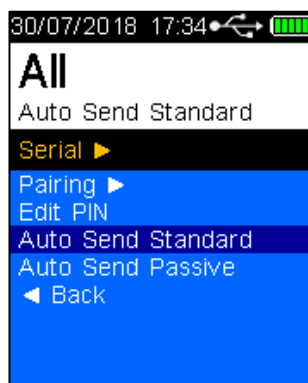 30/07/2018 17:34
All
Auto Send Standard
Serial ▶
Pairing ▶
Edit PIN
Auto Send Standard
Auto Send Passive
◀ Back